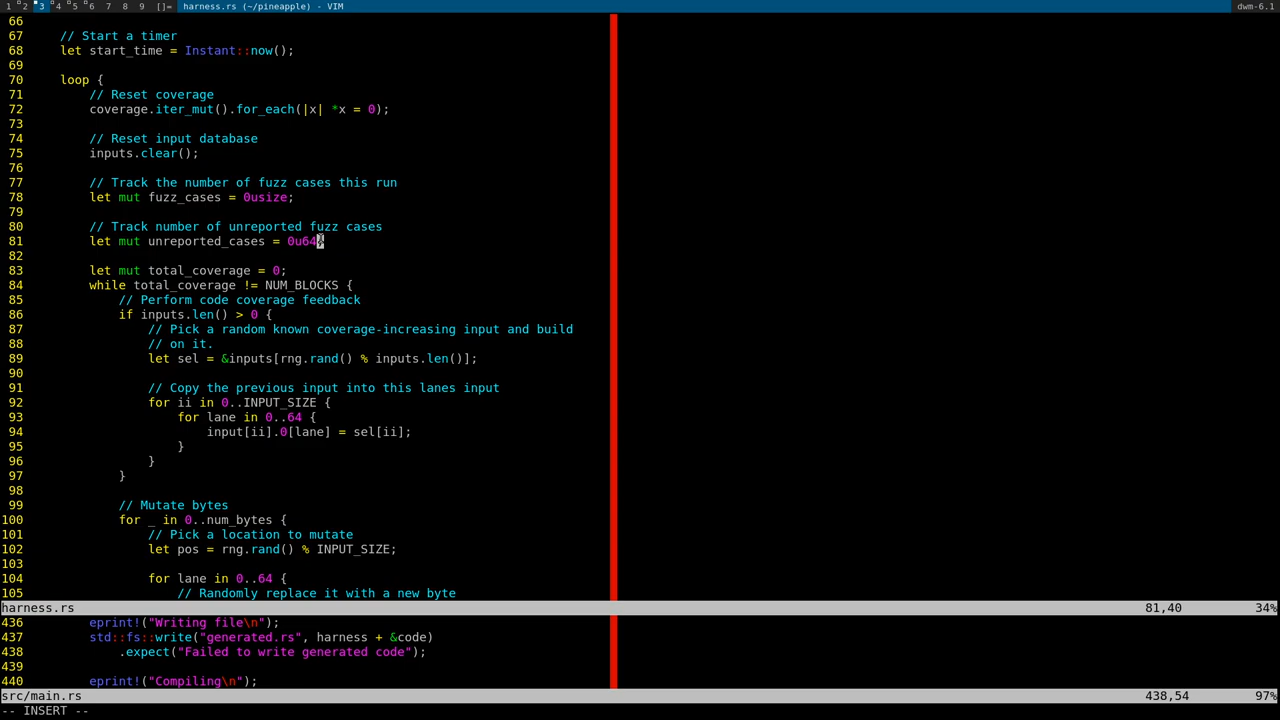 1 2 3 4 5 6 7 8 9 []= harness.rs (~/pineapple) - VIM dwm-6.1
66
67 // Start a timer
68 let start_time = Instant::now();
69
70 loop {
71 // Reset coverage
72 coverage.iter_mut().for_each(|x| *x = 0);
73
74 // Reset input database
75 inputs.clear();
76
77 // Track the number of fuzz cases this run
78 let mut fuzz_cases = 0usize;
79
80 // Track number of unreported fuzz cases
81 let mut unreported_cases = 0u64;
82
83 let mut total_coverage = 0;
84 while total_coverage != NUM_BLOCKS {
85 // Perform code coverage feedback
86 if inputs.len() > 0 {
87 // Pick a random known coverage-increasing input and build
88 // on it.
89 let sel = &inputs[rng.rand() % inputs.len()];
90
91 // Copy the previous input into this lanes input
92 for ii in 0..INPUT_SIZE {
93 for lane in 0..64 {
94 input[ii].0[lane] = sel[ii];
95 }
96 }
97 }
98
99 // Mutate bytes
100 for _ in 0..num_bytes {
101 // Pick a location to mutate
102 let pos = rng.rand() % INPUT_SIZE;
103
104 for lane in 0..64 {
105 // Randomly replace it with a new byte
harness.rs 81,40 34%
436 eprint!("Writing file\n");
437 std::fs::write("generated.rs", harness + &code)
438 .expect("Failed to write generated code");
439
440 eprint!("Compiling\n");
src/main.rs 438,54 97%
-- INSERT --